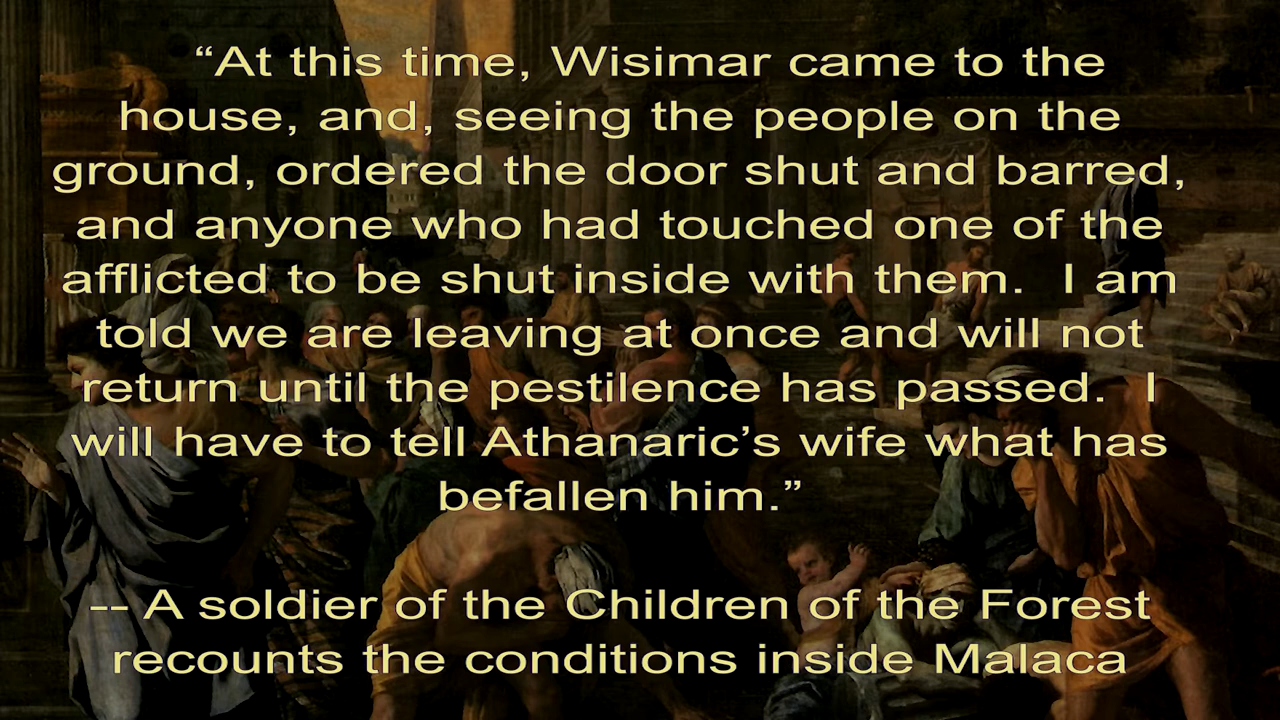 “At this time, Wisimar came to the
house, and, seeing the people on the
ground, ordered the door shut and barred,
and anyone who had touched one of the
afflicted to be shut inside with them.  I am
told we are leaving at once and will not
return until the pestilence has passed.  I
will have to tell Athanaric’s wife what has
befallen him.”
-- A soldier of the Children of the Forest
recounts the conditions inside Malaca